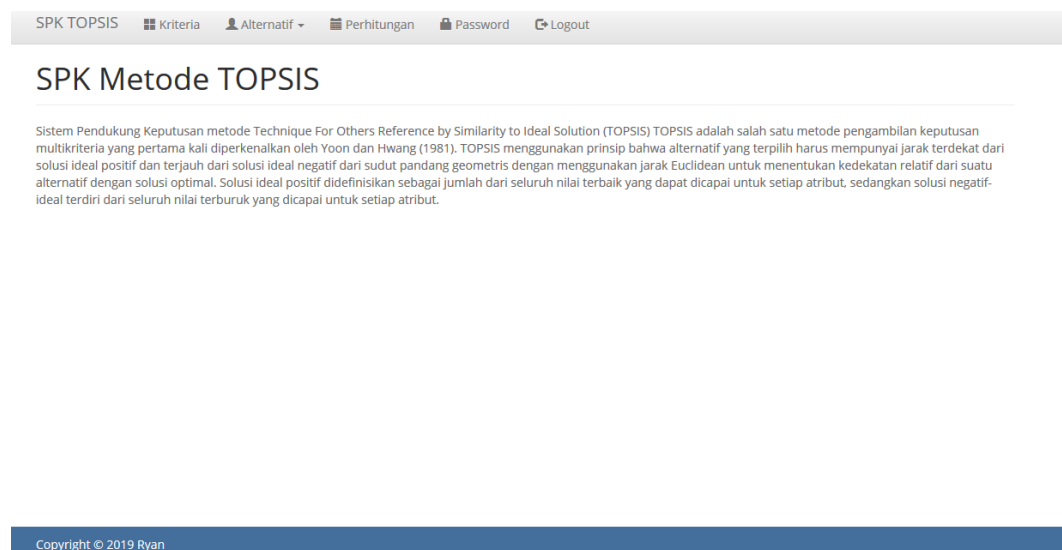 SPK TOPSIS Kriteria Alternatif Perhitungan Password Logout
SPK Metode TOPSIS
Sistem Pendukung Keputusan metode Technique For Others Reference by Similarity to Ideal Solution (TOPSIS) TOPSIS adalah salah satu metode pengambilan keputusan
multikriteria yang pertama kali diperkenalkan oleh Yoon dan Hwang (1981). TOPSIS menggunakan prinsip bahwa alternatif yang terpilih harus mempunyai jarak terdekat dari
solusi ideal positif dan terjauh dari solusi ideal negatif dari sudut pandang geometris dengan menggunakan jarak Euclidean untuk menentukan kedekatan relatif dari suatu
alternatif dengan solusi optimal. Solusi ideal positif didefinisikan sebagai jumlah dari seluruh nilai terbaik yang dapat dicapai untuk setiap atribut, sedangkan solusi negatif-
ideal terdiri dari seluruh nilai terburuk yang dicapai untuk setiap atribut.
Copyright © 2019 Ryan